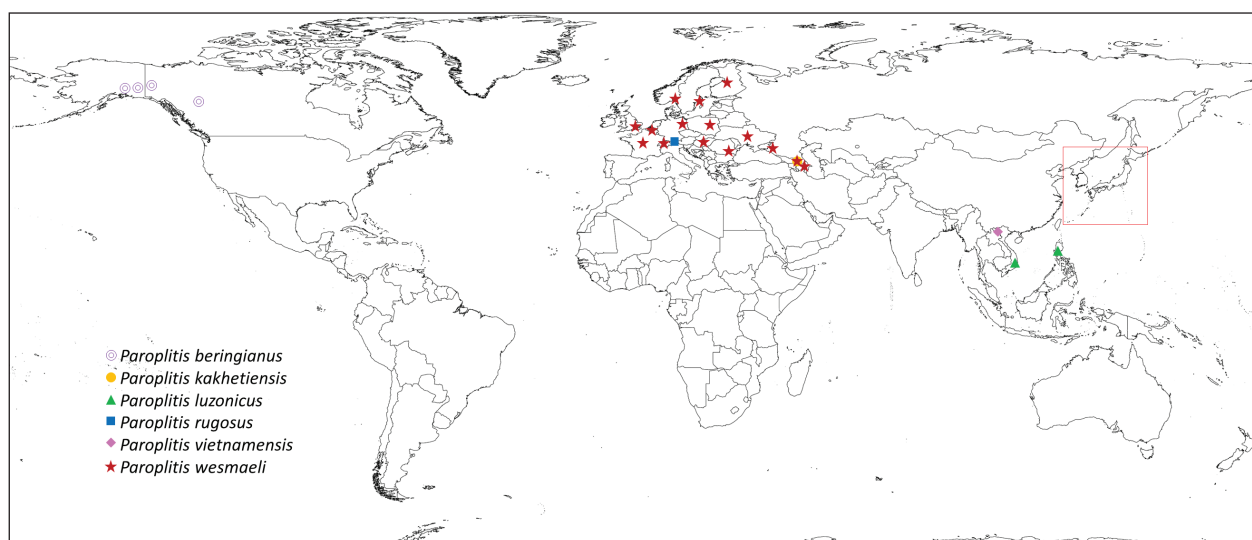 Paroplitis beringianus
Paroplitis kakhetiensis
Paroplitis luzonicus
Paroplitis rugosus
Paroplitis vietnamensis
Paroplitis wesmaeli